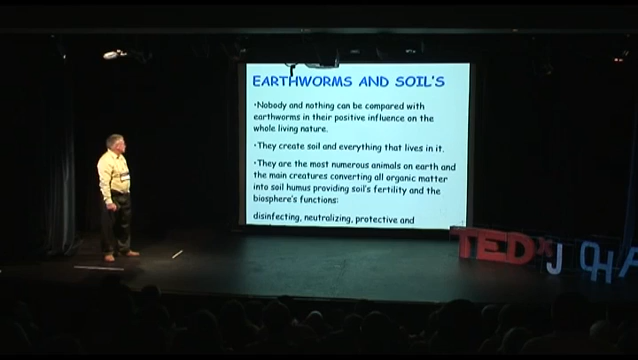 EARTHWORMS AND SOIL'S
•Nobody and nothing can be compared with
earthworms in their positive influence on the
whole living nature.
•They create soil and everything that lives in it.
•They are the most numerous animals on earth and
the main creatures converting all organic matter
into soil humus providing soil's fertility and the
biosphere's functions:
disinfecting, neutralizing, protective and
TEDxJOHA